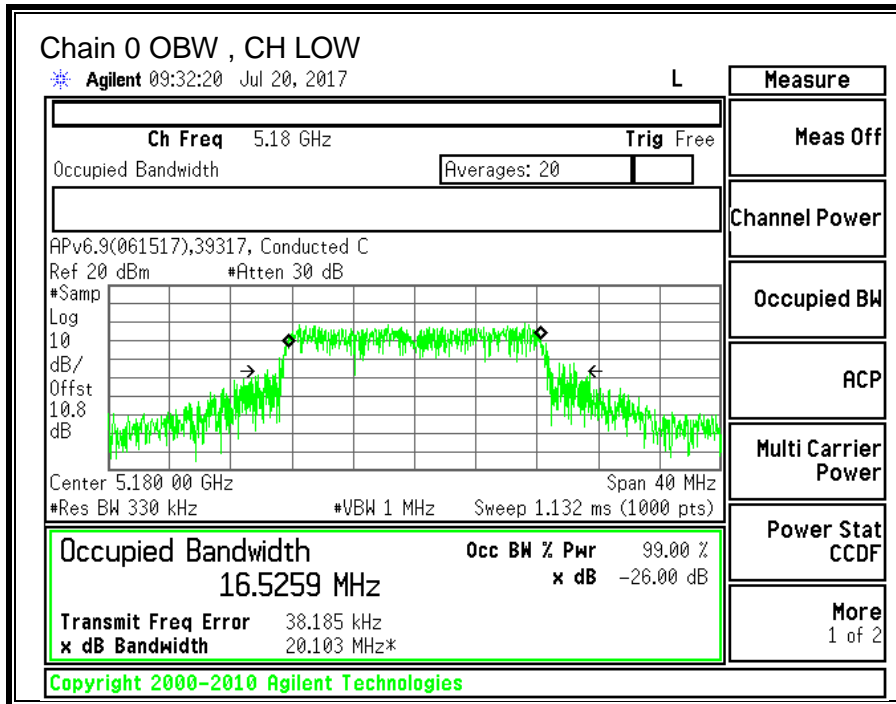 Chain 0 OBW , CH LOW
Agilent 09:32:20 Jul 20, 2017 L
Measure
Ch Freq 5.18 GHz Trig Free
Meas Off
Occupied Bandwidth Averages: 20
Channel Power
APv6.9(061517),39317, Conducted C
Ref 20 dBm #Atten 30 dB
#Samp
Log
10
dB/
Offst
10.8
dB
Occupied BW
ACP
Center 5.180 00 GHz Span 40 MHz
#Res BW 330 kHz #VBW 1 MHz Sweep 1.132 ms (1000 pts)
Multi Carrier
Power
Occupied Bandwidth Occ BW % Pwr 99.00 %
16.5259 MHz x dB -26.00 dB
Power Stat
CCDF
Transmit Freq Error 38.185 kHz
x dB Bandwidth 20.103 MHz*
More
1 of 2
Copyright 2000-2010 Agilent Technologies